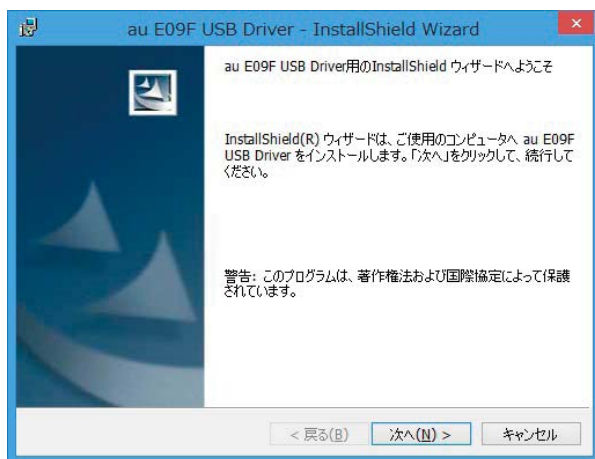 au E09F USB Driver - InstallShield Wizard
au E09F USB Driver用のInstallShield ウィザードへようこそ
InstallShield(R) ウィザードは、ご使用のコンピュータへ au E09F
USB Driver をインストールします。「次へ」をクリックして、続行して
ください。
警告: このプログラムは、著作権法および国際協定によって保護
されています。
< 戻る(B)
次へ(N) >
キャンセル